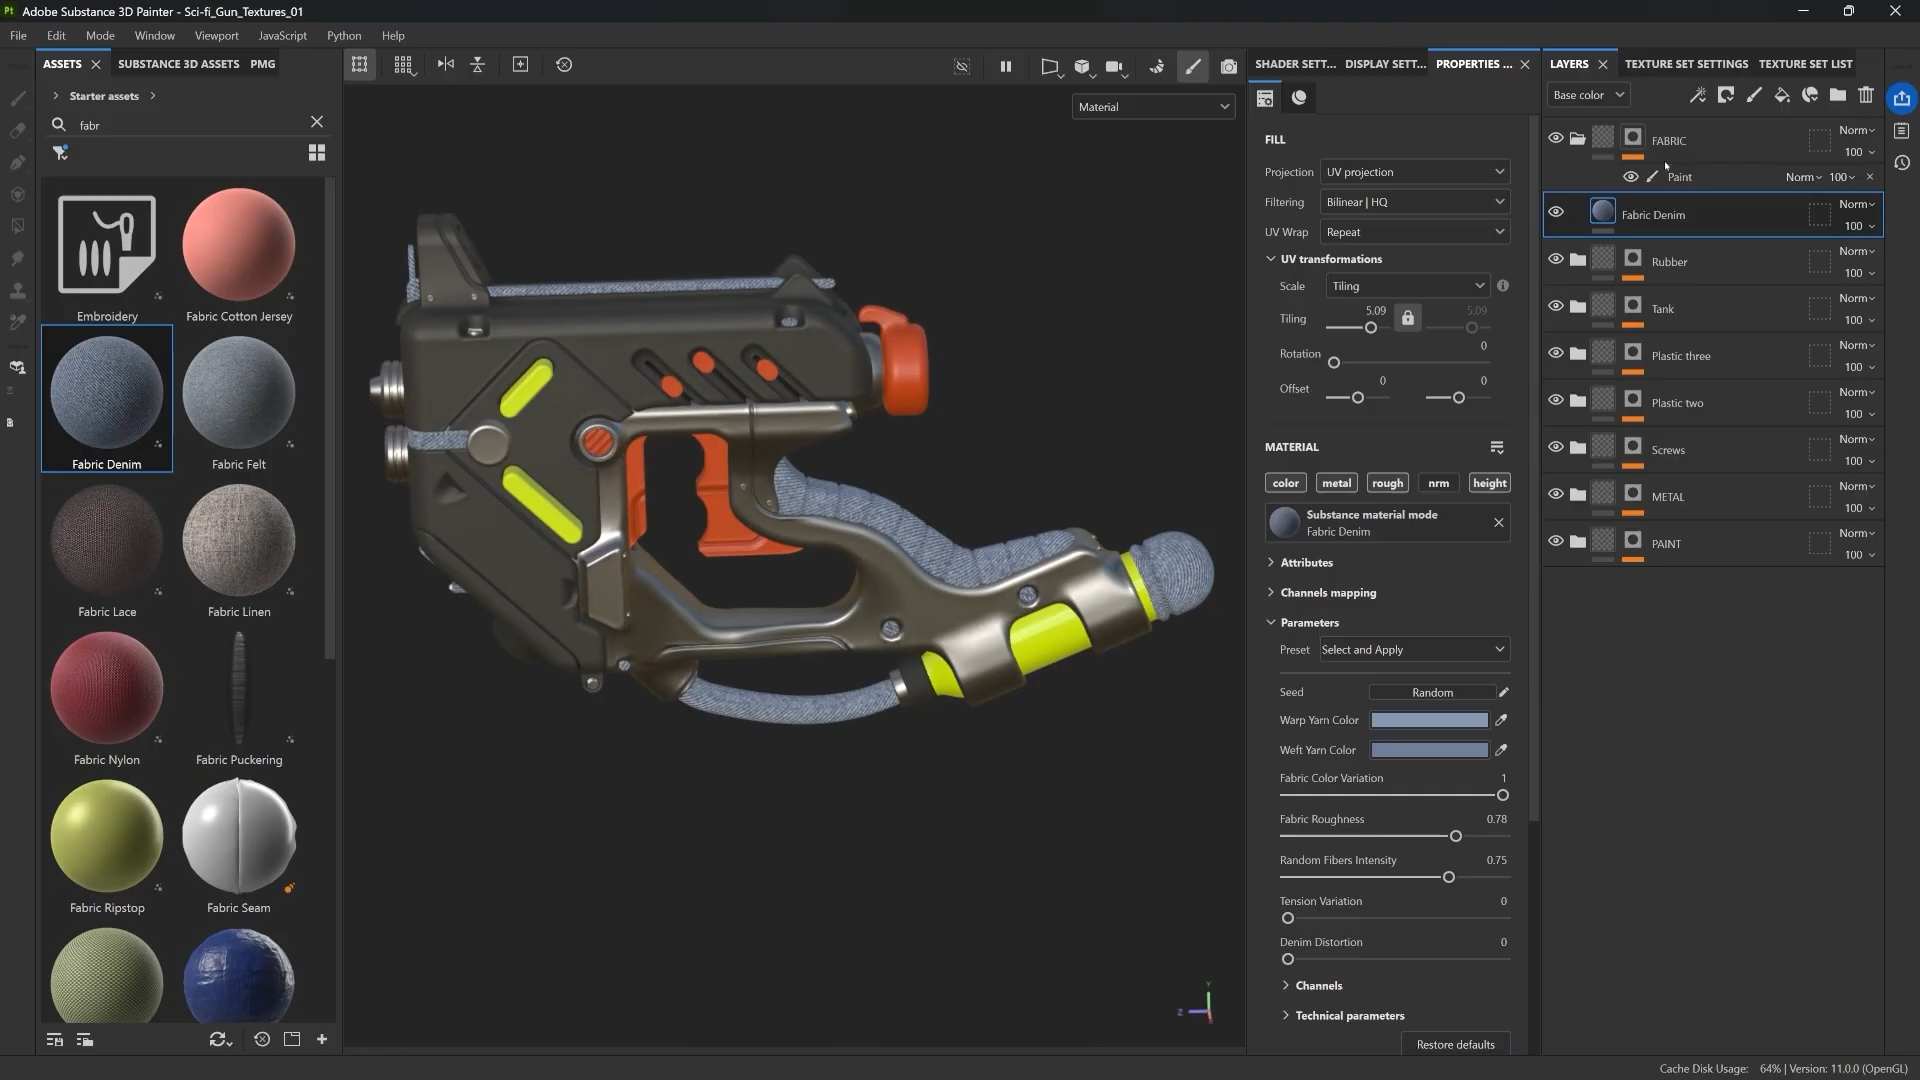 Pt Adobe Substance 3D Painter - Sci-fi_Gun_Textures_01
File Edit Mode Window Viewport JavaScript Python Help
ASSETS SUBSTANCE 3D ASSETS PMG
Starter assets
fabr
Embroidery Fabric Cotton Jersey
Fabric Denim Fabric Felt
Fabric Lace Fabric Linen
Fabric Nylon Fabric Puckering
Fabric Ripstop Fabric Seam
Material
Y
Z
SHADER SETT... DISPLAY SETT... PROPERTIES ...
FILL
Projection UV projection
Filtering Bilinear | HQ
UV Wrap Repeat
UV transformations
Scale Tiling
Tiling 5.09 5.09
Rotation 0
Offset 0 0
MATERIAL
color metal rough nrm height
Substance material mode
Fabric Denim
Attributes
Channels mapping
Parameters
Preset Select and Apply
Seed Random
Warp Yarn Color
Weft Yarn Color
Fabric Color Variation 1
Fabric Roughness 0.78
Random Fibers Intensity 0.75
Tension Variation 0
Denim Distortion 0
Channels
Technical parameters
Restore defaults
LAYERS TEXTURE SET SETTINGS TEXTURE SET LIST
Base color
FABRIC Norm 100
Paint Norm 100
Fabric Denim Norm 100
Rubber Norm 100
Tank Norm 100
Plastic three Norm 100
Plastic two Norm 100
Screws Norm 100
METAL Norm 100
PAINT Norm 100
Cache Disk Usage: 64% | Version: 11.0.0 (OpenGL)